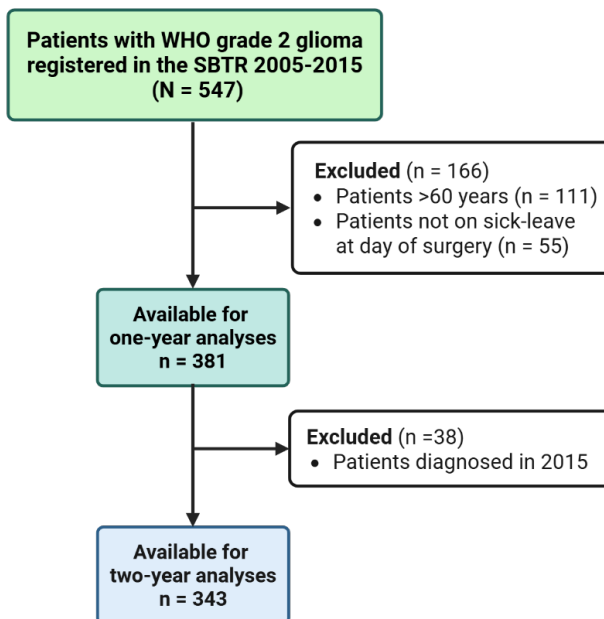 Patients with WHO grade 2 glioma
registered in the SBTR 2005-2015
(N = 547)
Excluded (n = 166)
• Patients >60 years (n = 111)
• Patients not on sick-leave
at day of surgery (n = 55)
Available for
one-year analyses
n = 381
Excluded (n =38)
• Patients diagnosed in 2015
Available for
two-year analyses
n = 343